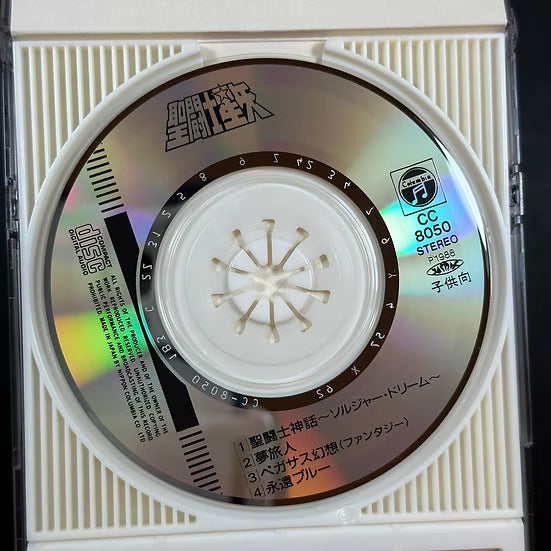 聖闘士星矢
Columbia
CC
8050
STEREO
P1988
子供向
COMPACT
disc
DIGITAL AUDIO
ALL RIGHTS OF THE PRODUCER AND OF THE OWNER OF THE
WORK REPRODUCED RESERVED UNAUTHORIZED COPYING
PUBLIC PERFORMANCE AND BROADCASTING OF THIS RECORD
PROHIBITED MADE IN JAPAN BY NIPPON COLUMBIA CO. LTD
CC-8050
1 聖闘士神話～ソルジャー・ドリーム～
2 夢旅人
3 ペガサス幻想(ファンタジー)
4 永遠ブルー